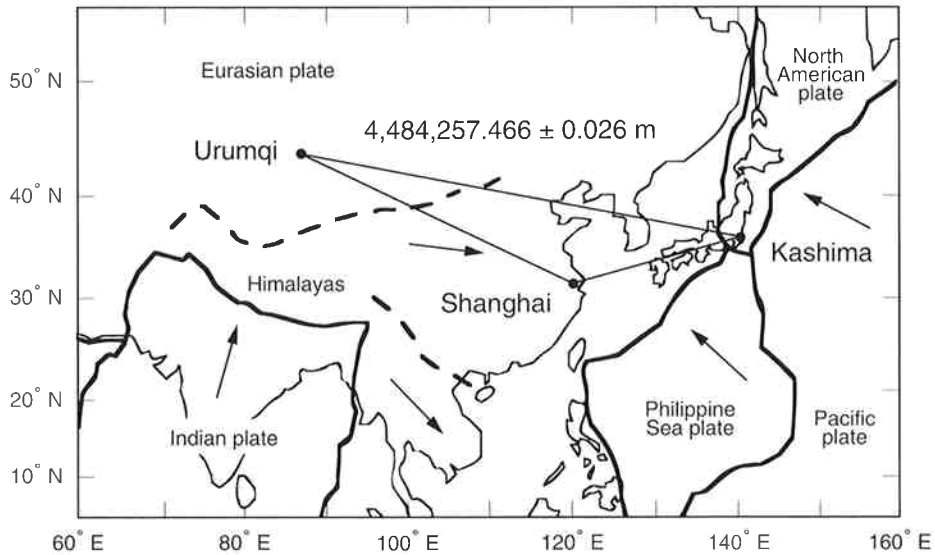 50° N
Eurasian plate
North
American
plate
4,484,257.466 ± 0.026 m
Urumqi
40° N
Kashima
Himalayas
30° N
Shanghai
20° N
Indian plate
Philippine
Sea plate
Pacific
plate
10° N
60° E
80° E
100° E
120° E
140° E
160° E